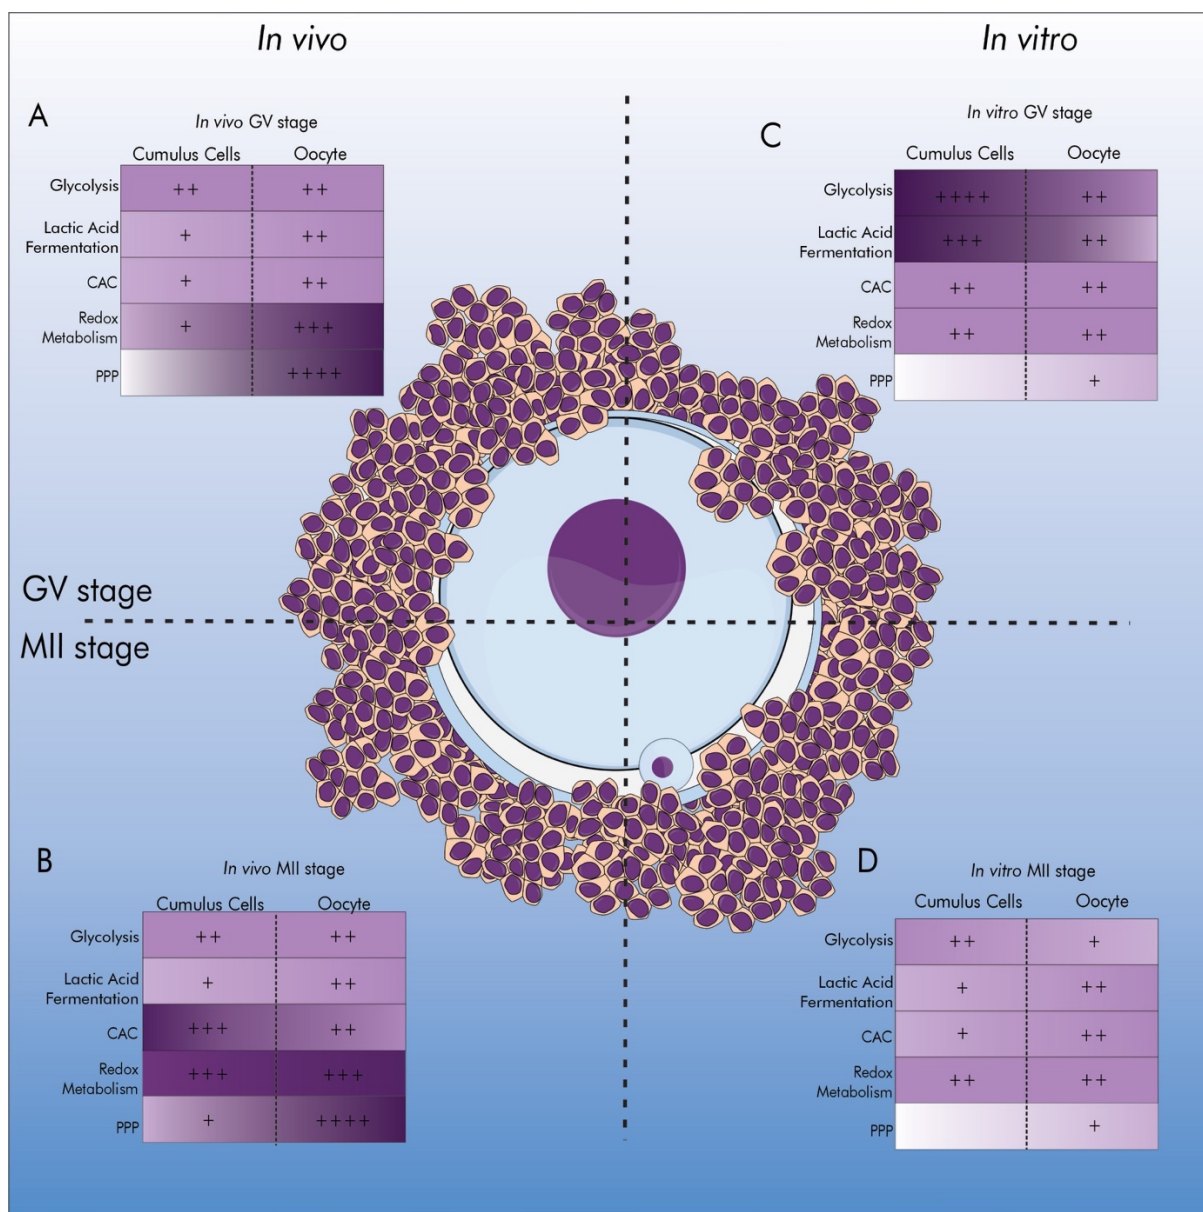 In vivo
In vitro
A
In vivo GV stage
Cumulus Cells Oocyte
Glycolysis ++ ++
Lactic Acid
Fermentation + ++
CAC + ++
Redox
Metabolism + +++
PPP ++++
C
In vitro GV stage
Cumulus Cells Oocyte
Glycolysis ++++ ++
Lactic Acid
Fermentation +++ ++
CAC ++ ++
Redox
Metabolism ++ ++
PPP +
GV stage
MII stage
B
In vivo MII stage
Cumulus Cells Oocyte
Glycolysis ++ ++
Lactic Acid
Fermentation + ++
CAC +++ ++
Redox
Metabolism +++ +++
PPP + ++++
D
In vitro MII stage
Cumulus Cells Oocyte
Glycolysis ++ +
Lactic Acid
Fermentation + ++
CAC + ++
Redox
Metabolism ++ ++
PPP +